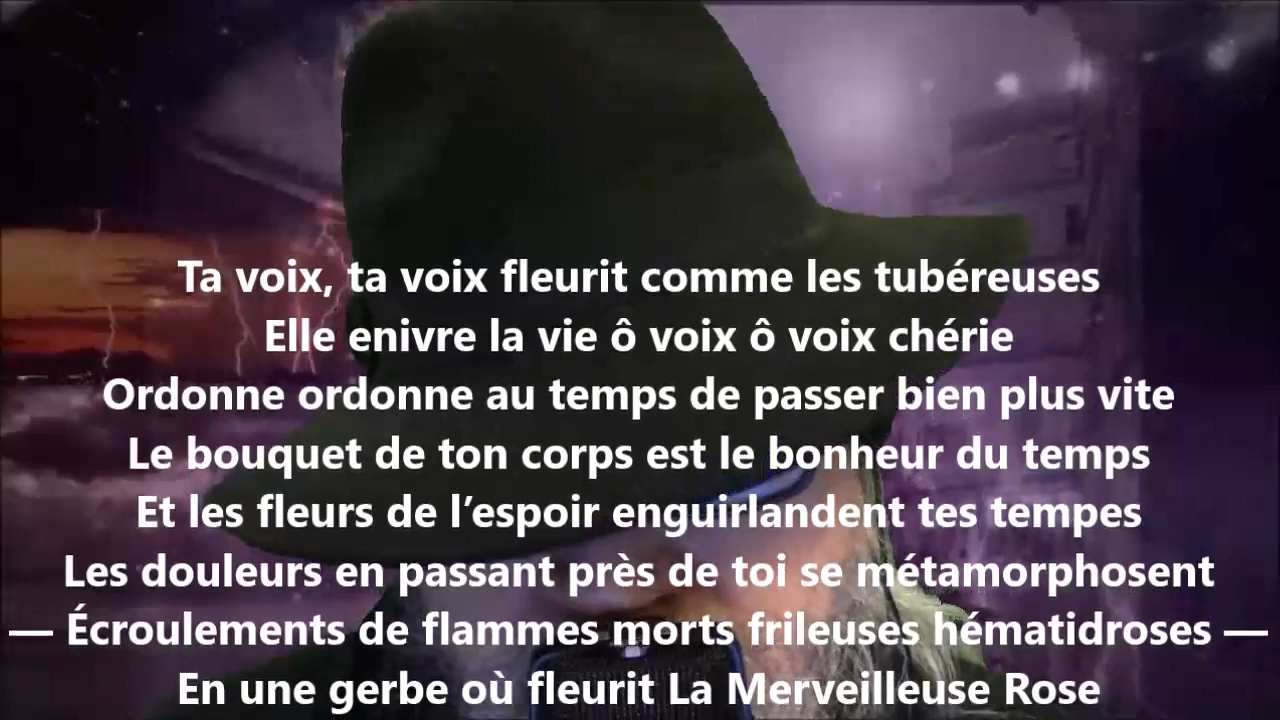 Ta voix, ta voix fleurit comme les tubéreuses
Elle enivre la vie ô voix ô voix chérie
Ordonne ordonne au temps de passer bien plus vite
Le bouquet de ton corps est le bonheur du temps
Et les fleurs de l’espoir enguirlandent tes tempes
Les douleurs en passant près de toi se métamorphosent
— Écroulements de flammes morts frileuses hématidroses —
En une gerbe où fleurit La Merveilleuse Rose